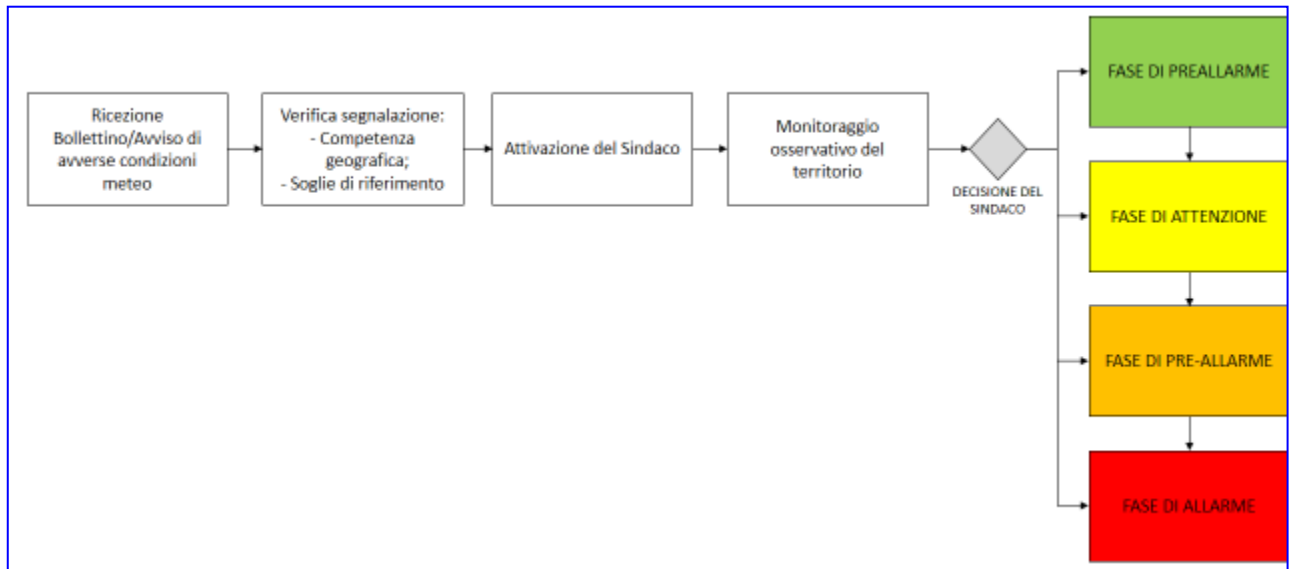 Ricezione
Bollettino/Avviso di
avverse condizioni
meteo
Verifica segnalazione:
- Competenza
geografica;
- Soglie di riferimento
Attivazione del Sindaco
Monitoraggio
osservativo del
territorio
DECISIONE DEL
SINDACO
FASE DI PREALLARME
FASE DI ATTENZIONE
FASE DI PRE-ALLARME
FASE DI ALLARME